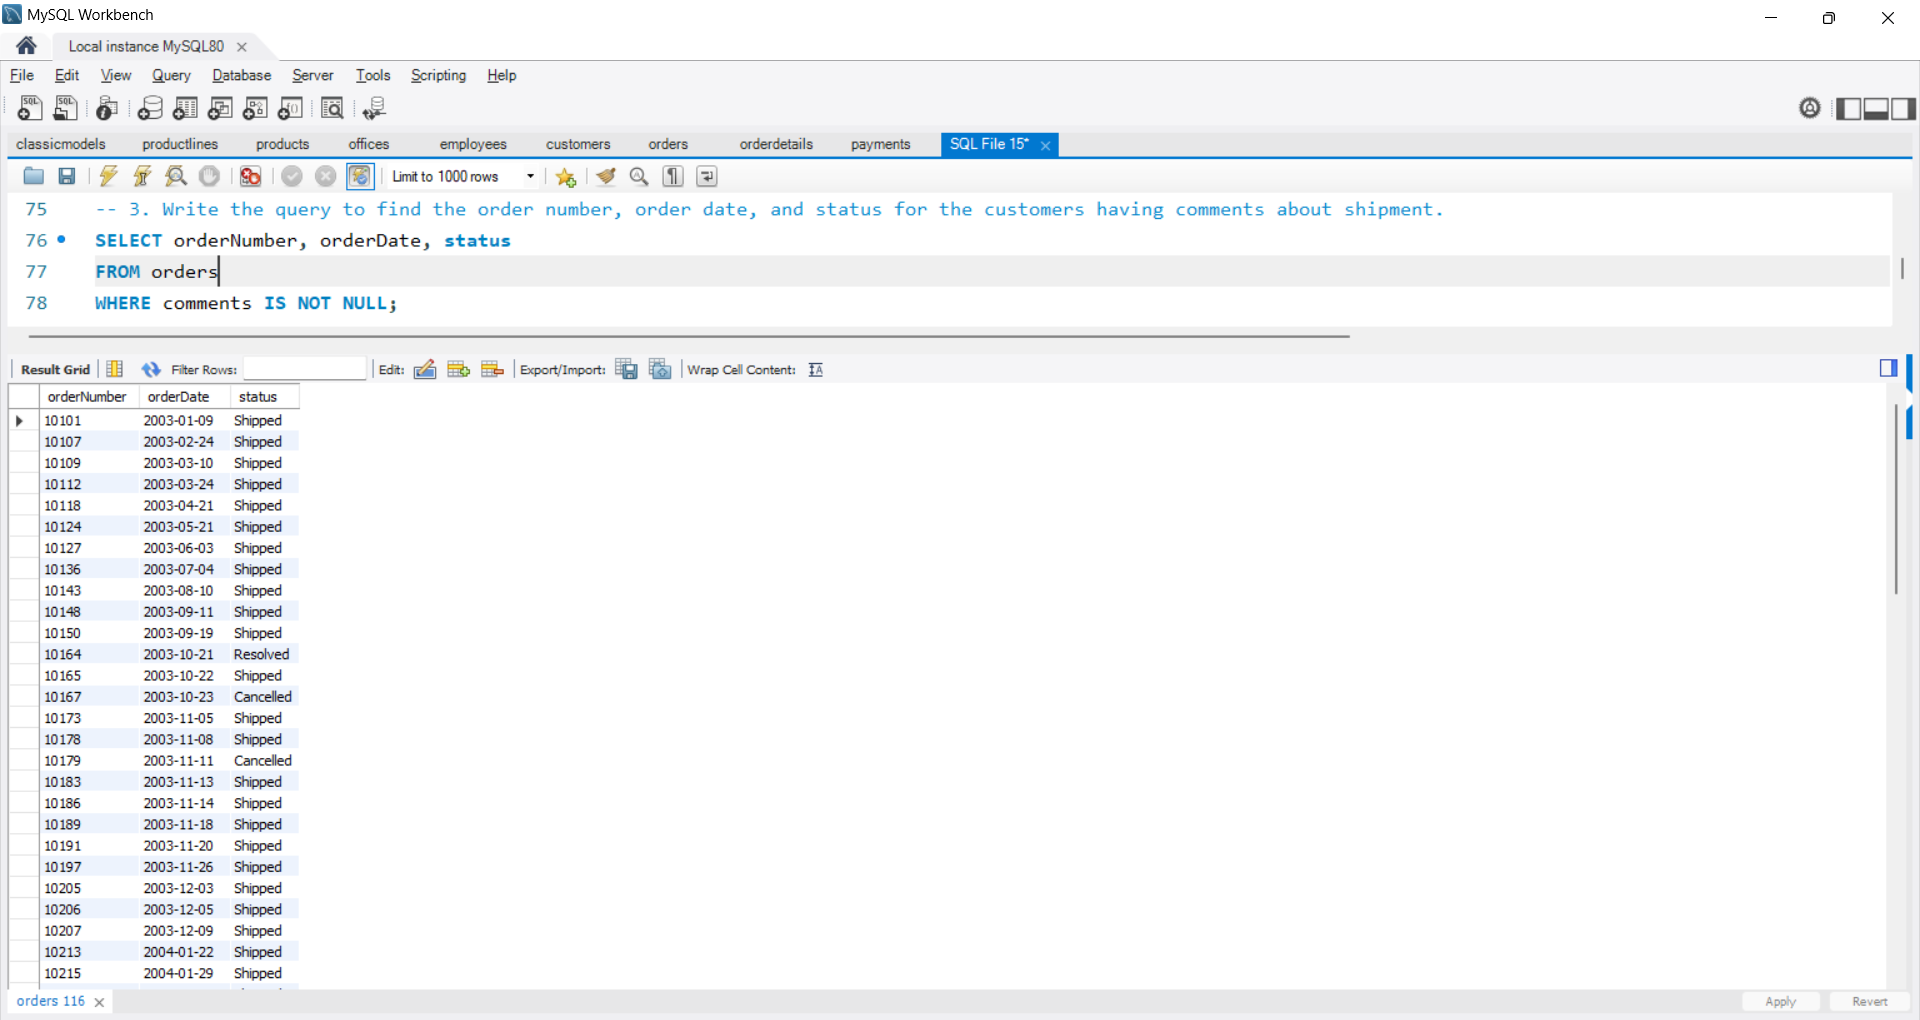 MySQL Workbench
Local instance MySQL80
File Edit View Query Database Server Tools Scripting Help
classicmodels productlines products offices employees customers orders orderdetails payments SQL File 15*
Limit to 1000 rows
75 -- 3. Write the query to find the order number, order date, and status for the customers having comments about shipment.
76 SELECT orderNumber, orderDate, status
77 FROM orders
78 WHERE comments IS NOT NULL;
Result Grid Filter Rows: Edit: Export/Import: Wrap Cell Content:
orderNumber orderDate status
10101 2003-01-09 Shipped
10107 2003-02-24 Shipped
10109 2003-03-10 Shipped
10112 2003-03-24 Shipped
10118 2003-04-21 Shipped
10124 2003-05-21 Shipped
10127 2003-06-03 Shipped
10136 2003-07-04 Shipped
10143 2003-08-10 Shipped
10148 2003-09-11 Shipped
10150 2003-09-19 Shipped
10164 2003-10-21 Resolved
10165 2003-10-22 Shipped
10167 2003-10-23 Cancelled
10173 2003-11-05 Shipped
10178 2003-11-08 Shipped
10179 2003-11-11 Cancelled
10183 2003-11-13 Shipped
10186 2003-11-14 Shipped
10189 2003-11-18 Shipped
10191 2003-11-20 Shipped
10197 2003-11-26 Shipped
10205 2003-12-03 Shipped
10206 2003-12-05 Shipped
10207 2003-12-09 Shipped
10213 2004-01-22 Shipped
10215 2004-01-29 Shipped
orders 116 Apply Revert